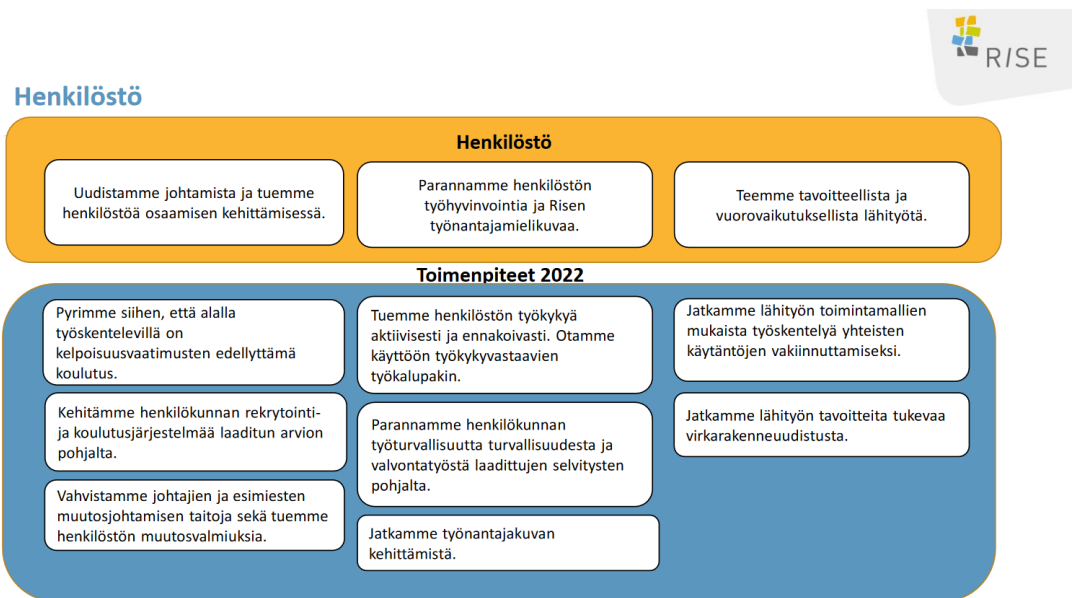 RISE
Henkilöstö
Henkilöstö
Uudistamme johtamista ja tuemme
henkilöstöä osaamisen kehittämisessä.
Parannamme henkilöstön
työhyvinvointia ja Risen
työnantajamielikuvaa.
Teemme tavoitteellista ja
vuorovaikutuksellista lähityötä.
Toimenpiteet 2022
Pyrimme siihen, että alalla
työskentelevillä on
kelpoisuusvaatimusten edellyttämä
koulutus.
Kehitämme henkilökunnan rekrytointi-
ja koulutusjärjestelmää laaditun arvion
pohjalta.
Vahvistamme johtajien ja esimiesten
muutosjohtamisen taitoja sekä tuemme
henkilöstön muutosvalmiuksia.
Tuemme henkilöstön työkykyä
aktiivisesti ja ennakoivasti. Otamme
käyttöön työkykyvastaavien
työkalupakin.
Parannamme henkilökunnan
työturvallisuutta turvallisuudesta ja
valvontatyöstä laadittujen selvitysten
pohjalta.
Jatkamme työnantajakuvan
kehittämistä.
Jatkamme lähityön toimintamallien
mukaista työskentelyä yhteisten
käytäntöjen vakiinnuttamiseksi.
Jatkamme lähityön tavoitteita tukevaa
virkarakenneuudistusta.